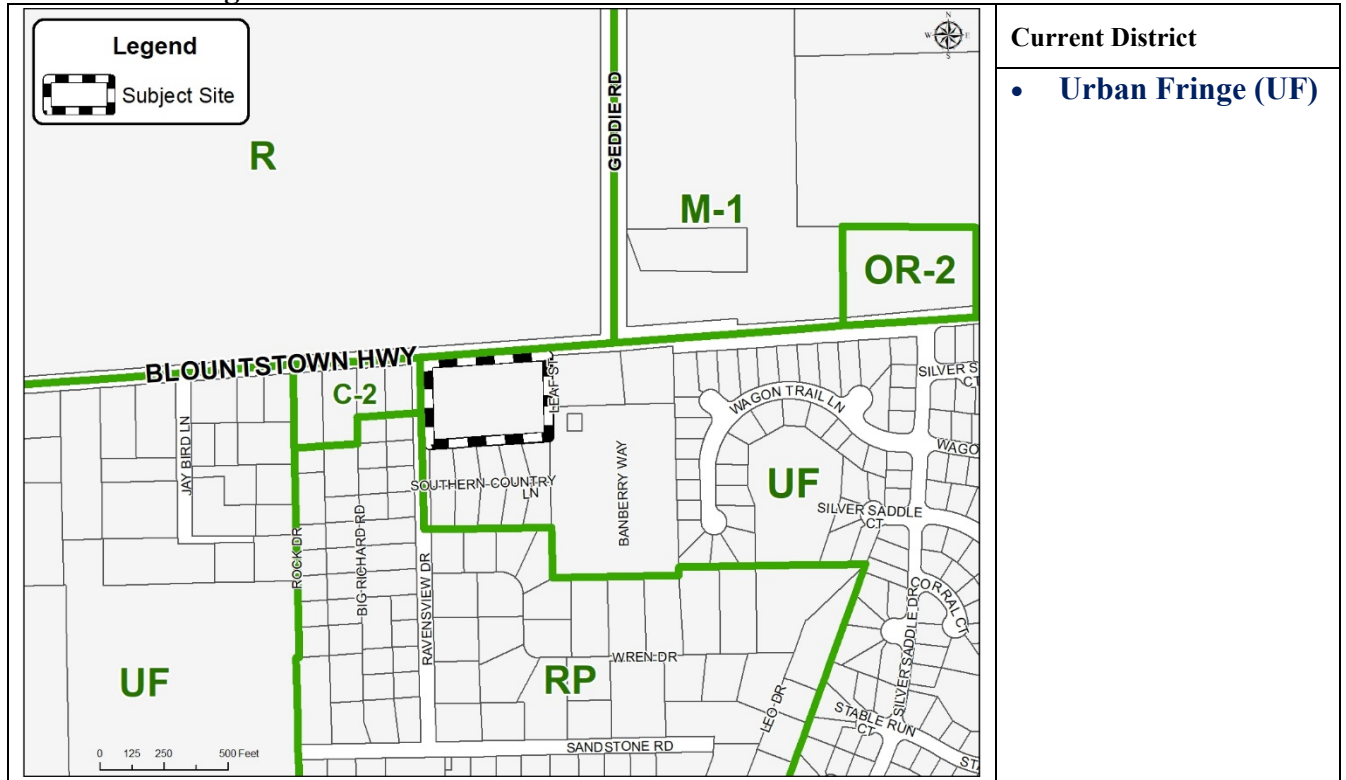 Legend
Subject Site
N
W
E
S
Current District
• Urban Fringe (UF)
GEDDIE RD
R
M-1
OR-2
BLOUNTSTOWN HWY
C-2
LEAF ST
SILVER S
CT
WAGON TRAIL LN
WAGO
JAY BIRD LN
SOUTHERN COUNTRY
LN
BANBERRY WAY
UF
SILVER SADDLE
CT
ROCK DR
BIG RICHARD RD
RAVENSVIEW DR
CORRAL CT
SILVER SADDLE DR
WREN DR
UF
RP
LEO DR
STABLE RUN
CT
SANDSTONE RD
STA
0 125 250 500 Feet